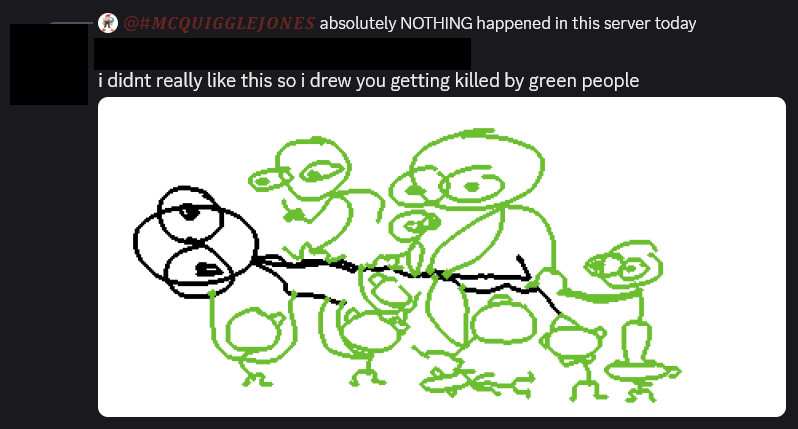 @#MCQUIGGLEJONES absolutely NOTHING happened in this server today
i didnt really like this so i drew you getting killed by green people